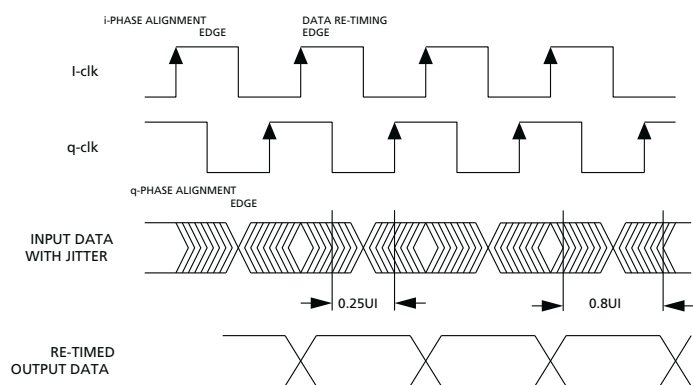 i-PHASE ALIGNMENT
EDGE
DATA RE-TIMING
EDGE
I-clk
q-clk
q-PHASE ALIGNMENT
EDGE
INPUT DATA
WITH JITTER
0.25UI
0.8UI
RE-TIMED
OUTPUT DATA